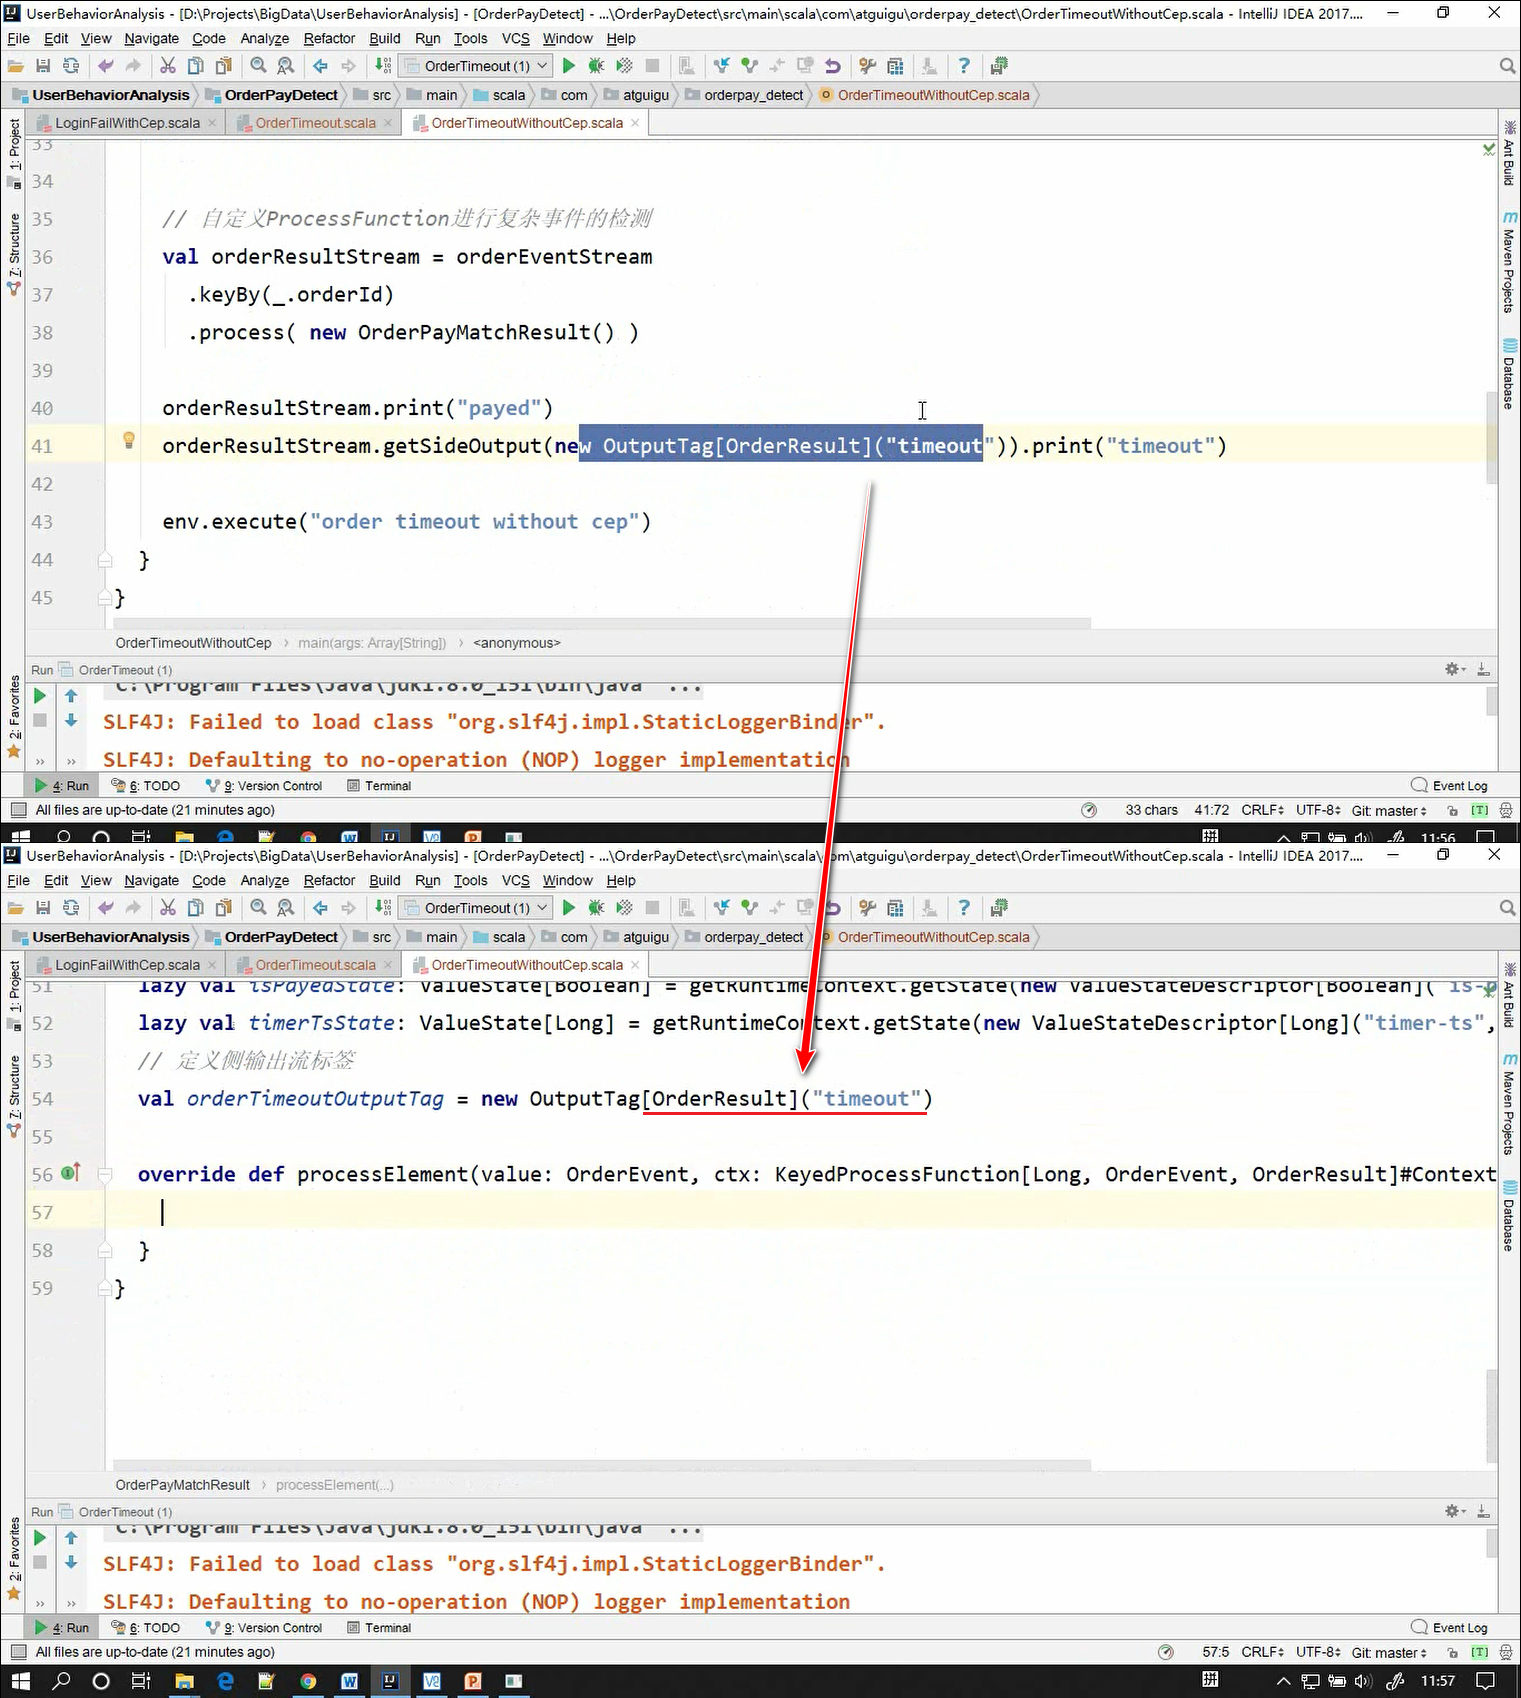 UserBehaviorAnalysis - [D:\Projects\BigData\UserBehaviorAnalysis] - [OrderPayDetect] - ...\OrderPayDetect\src\main\scala\com\atguigu\orderpay_detect\OrderTimeoutWithoutCep.scala - IntelliJ IDEA 2017....
File Edit View Navigate Code Analyze Refactor Build Run Tools VCS Window Help
OrderTimeout (1)
UserBehaviorAnalysis OrderPayDetect src main scala com atguigu orderpay_detect OrderTimeoutWithoutCep.scala
LoginFailWithCep.scala OrderTimeout.scala OrderTimeoutWithoutCep.scala
1: Project
7: Structure
2: Favorites
Ant Build
Maven Projects
Database
33
34
35 // 自定义ProcessFunction进行复杂事件的检测
36 val orderResultStream = orderEventStream
37 .keyBy(_.orderId)
38 .process( new OrderPayMatchResult() )
39
40 orderResultStream.print("payed")
41 orderResultStream.getSideOutput(new OutputTag[OrderResult]("timeout")).print("timeout")
42
43 env.execute("order timeout without cep")
44 }
45 }
OrderTimeoutWithoutCep main(args: Array[String]) <anonymous>
Run OrderTimeout (1)
C:\Program Files\Java\jdk1.8.0_151\bin\java ...
SLF4J: Failed to load class "org.slf4j.impl.StaticLoggerBinder".
SLF4J: Defaulting to no-operation (NOP) logger implementation
4: Run 6: TODO 9: Version Control Terminal Event Log
All files are up-to-date (21 minutes ago) 33 chars 41:72 CRLF UTF-8 Git: master [T]
11:56
UserBehaviorAnalysis - [D:\Projects\BigData\UserBehaviorAnalysis] - [OrderPayDetect] - ...\OrderPayDetect\src\main\scala\com\atguigu\orderpay_detect\OrderTimeoutWithoutCep.scala - IntelliJ IDEA 2017....
File Edit View Navigate Code Analyze Refactor Build Run Tools VCS Window Help
OrderTimeout (1)
UserBehaviorAnalysis OrderPayDetect src main scala com atguigu orderpay_detect OrderTimeoutWithoutCep.scala
LoginFailWithCep.scala OrderTimeout.scala OrderTimeoutWithoutCep.scala
1: Project
7: Structure
2: Favorites
Ant Build
Maven Projects
Database
51 lazy val isPayedState: ValueState[Boolean] = getRuntimeContext.getState(new ValueStateDescriptor[Boolean]("is-p
52 lazy val timerTsState: ValueState[Long] = getRuntimeContext.getState(new ValueStateDescriptor[Long]("timer-ts",
53 // 定义侧输出流标签
54 val orderTimeoutOutputTag = new OutputTag[OrderResult]("timeout")
55
56 override def processElement(value: OrderEvent, ctx: KeyedProcessFunction[Long, OrderEvent, OrderResult]#Context
57
58 }
59 }
OrderPayMatchResult processElement(...)
Run OrderTimeout (1)
C:\Program Files\Java\jdk1.8.0_151\bin\java ...
SLF4J: Failed to load class "org.slf4j.impl.StaticLoggerBinder".
SLF4J: Defaulting to no-operation (NOP) logger implementation
4: Run 6: TODO 9: Version Control Terminal Event Log
All files are up-to-date (21 minutes ago) 57:5 CRLF UTF-8 Git: master [T]
11:57